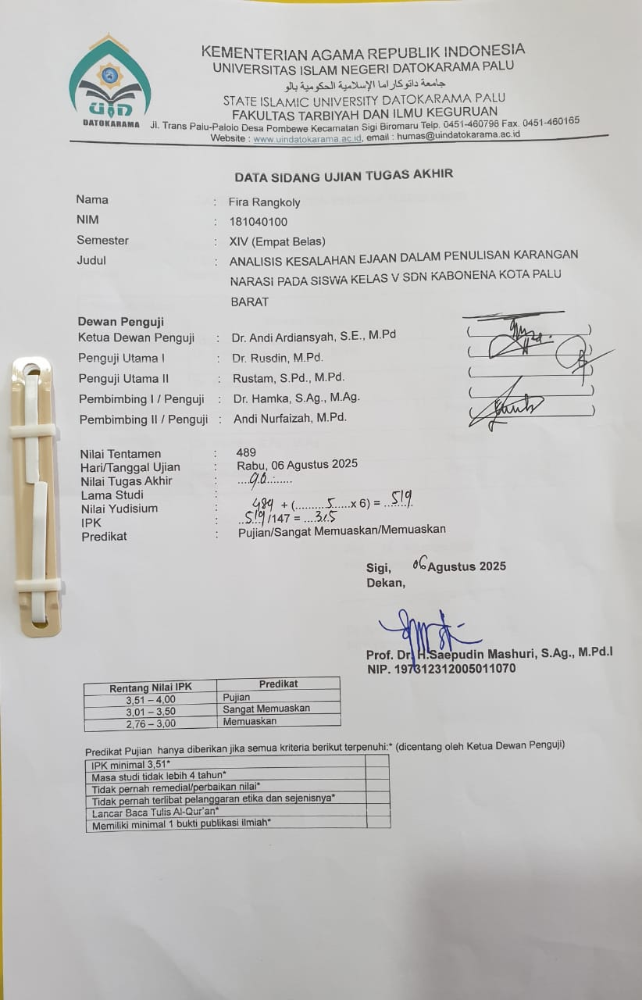 KEMENTERIAN AGAMA REPUBLIK INDONESIA
UNIVERSITAS ISLAM NEGERI DATOKARAMA PALU
جامعة داتوكاراما الإسلامية الحكومية بالو
STATE ISLAMIC UNIVERSITY DATOKARAMA PALU
FAKULTAS TARBIYAH DAN ILMU KEGURUAN
Jl. Trans Palu-Palolo Desa Pombewe Kecamatan Sigi Biromaru Telp. 0451-460798 Fax. 0451-460165
Website : www.uindatokarama.ac.id, email : humas@uindatokarama.ac.id
UIN
DATOKARAMA
DATA SIDANG UJIAN TUGAS AKHIR
Nama : Fira Rangkoly
NIM : 181040100
Semester : XIV (Empat Belas)
Judul : ANALISIS KESALAHAN EJAAN DALAM PENULISAN KARANGAN
NARASI PADA SISWA KELAS V SDN KABONENA KOTA PALU
BARAT
Dewan Penguji
Ketua Dewan Penguji : Dr. Andi Ardiansyah, S.E., M.Pd
Penguji Utama I : Dr. Rusdin, M.Pd.
Penguji Utama II : Rustam, S.Pd., M.Pd.
Pembimbing I / Penguji : Dr. Hamka, S.Ag., M.Ag.
Pembimbing II / Penguji : Andi Nurfaizah, M.Pd.
Nilai Tentamen : 489
Hari/Tanggal Ujian : Rabu, 06 Agustus 2025
Nilai Tugas Akhir : ....90........
Lama Studi :
Nilai Yudisium : 489 + (.........5......x 6) = ...519...
IPK : ..519../147 = ...3,5
Predikat : Pujian/Sangat Memuaskan/Memuaskan
Sigi, 06 Agustus 2025
Dekan,
Prof. Dr. H.Saepudin Mashuri, S.Ag., M.Pd.I
NIP. 197312312005011070
Rentang Nilai IPK Predikat
3,51 – 4,00 Pujian
3,01 – 3,50 Sangat Memuaskan
2,76 – 3,00 Memuaskan
Predikat Pujian hanya diberikan jika semua kriteria berikut terpenuhi:* (dicentang oleh Ketua Dewan Penguji)
IPK minimal 3,51*
Masa studi tidak lebih 4 tahun*
Tidak pernah remedial/perbaikan nilai*
Tidak pernah terlibat pelanggaran etika dan sejenisnya*
Lancar Baca Tulis Al-Qur'an*
Memiliki minimal 1 bukti publikasi ilmiah*